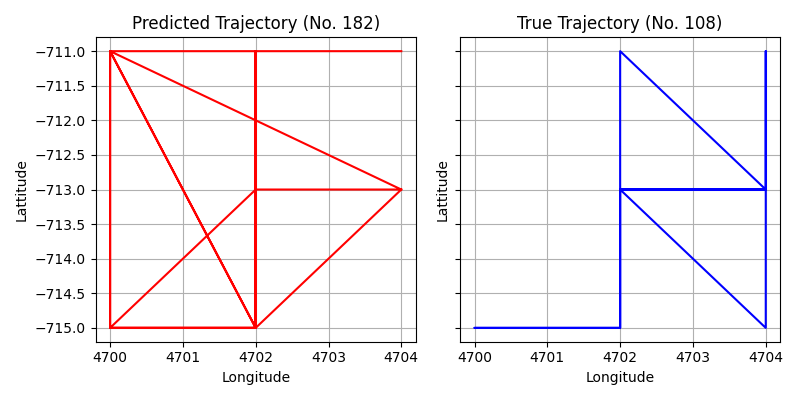 Predicted Trajectory (No. 182)
True Trajectory (No. 108)
Lattitude
−711.0
−711.5
−712.0
−712.5
−713.0
−713.5
−714.0
−714.5
−715.0
4700 4701 4702 4703 4704
Longitude
Lattitude
4700 4701 4702 4703 4704
Longitude